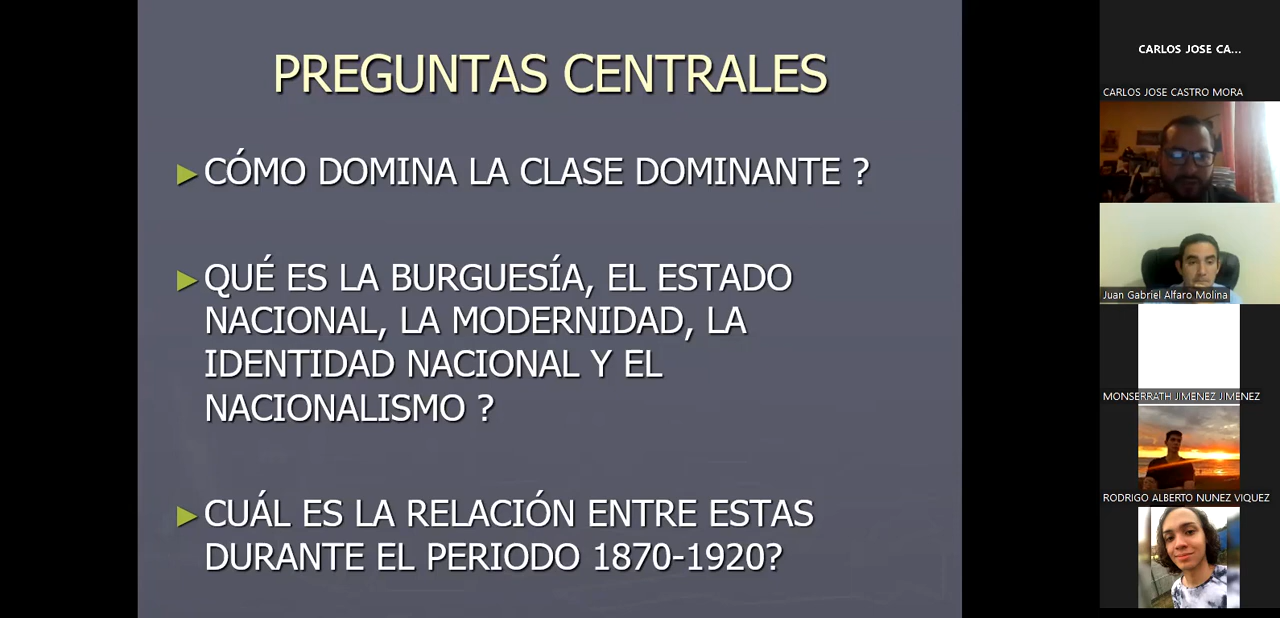 PREGUNTAS CENTRALES
►CÓMO DOMINA LA CLASE DOMINANTE ?
►QUÉ ES LA BURGUESÍA, EL ESTADO
NACIONAL, LA MODERNIDAD, LA
IDENTIDAD NACIONAL Y EL
NACIONALISMO ?
►CUÁL ES LA RELACIÓN ENTRE ESTAS
DURANTE EL PERIODO 1870-1920?
CARLOS JOSE CA...
CARLOS JOSE CASTRO MORA
Juan Gabriel Alfaro Molina
MONSERRATH JIMENEZ JIMENEZ
RODRIGO ALBERTO NUNEZ VIQUEZ